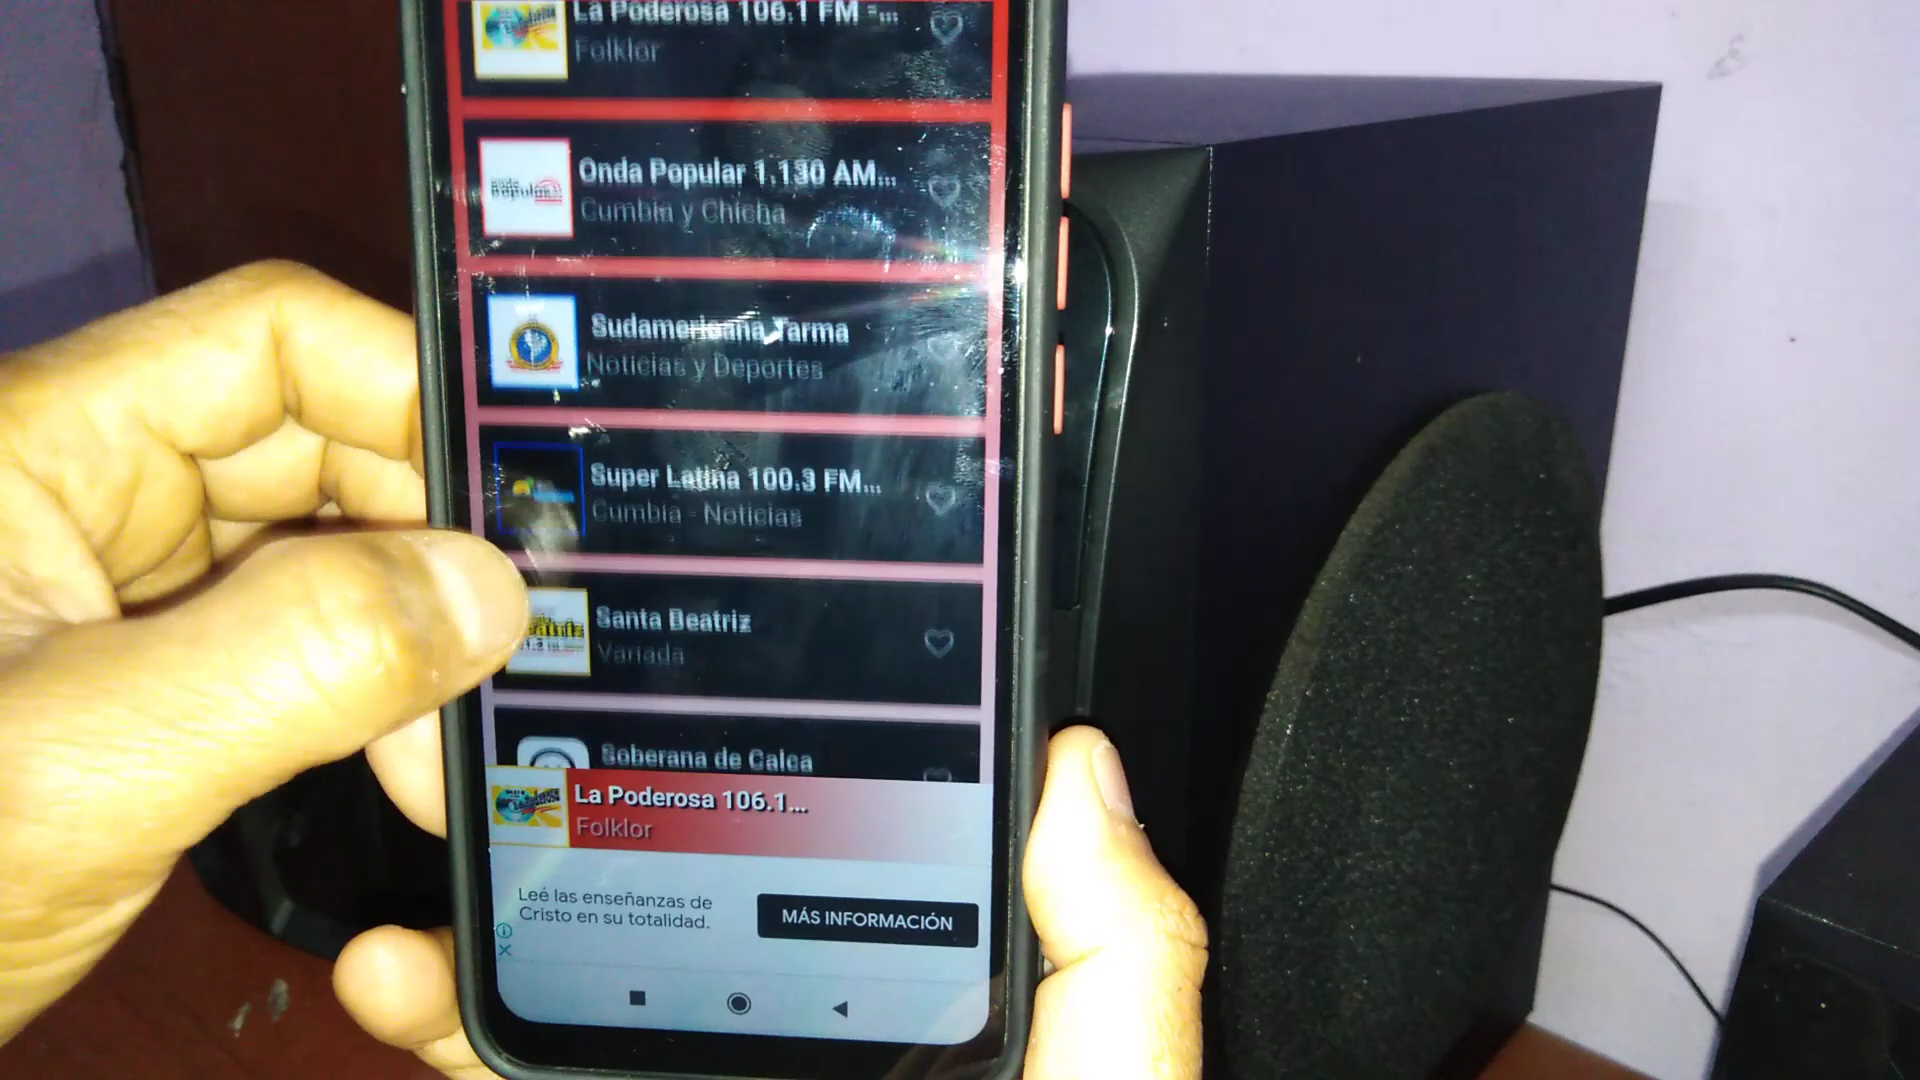 La Poderosa 106.1 FM -...
Folklor
Onda Popular 1.130 AM...
Cumbia y Chicha
Sudamericana Tarma
Noticias y Deportes
Super Latina 100.3 FM...
Cumbia - Noticias
Santa Beatriz
Variada
Soberana de Calca
La Poderosa 106.1...
Folklor
Leé las enseñanzas de
Cristo en su totalidad.
MÁS INFORMACIÓN